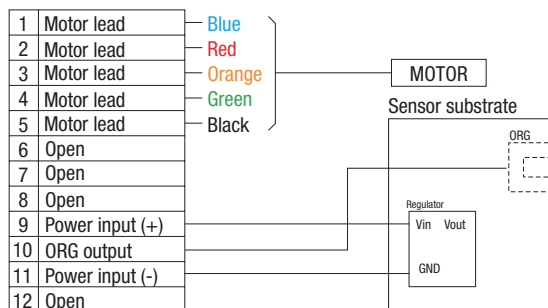 1 Motor lead Blue
2 Motor lead Red
3 Motor lead Orange
4 Motor lead Green
5 Motor lead Black
MOTOR
Sensor substrate
6 Open
7 Open
8 Open
9 Power input (+)
10 ORG output
11 Power input (-)
12 Open
ORG
Regulator
Vin Vout
GND